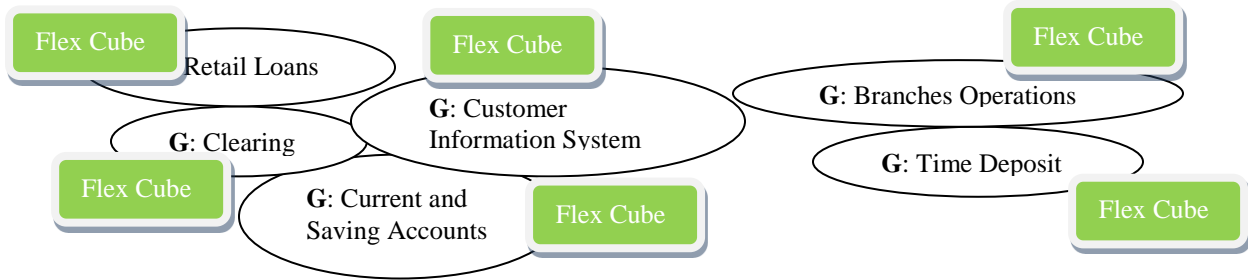 Flex Cube
Retail Loans
Flex Cube
G: Customer
Information System
G: Clearing
Flex Cube
G: Current and
Saving Accounts
Flex Cube
Flex Cube
G: Branches Operations
G: Time Deposit
Flex Cube